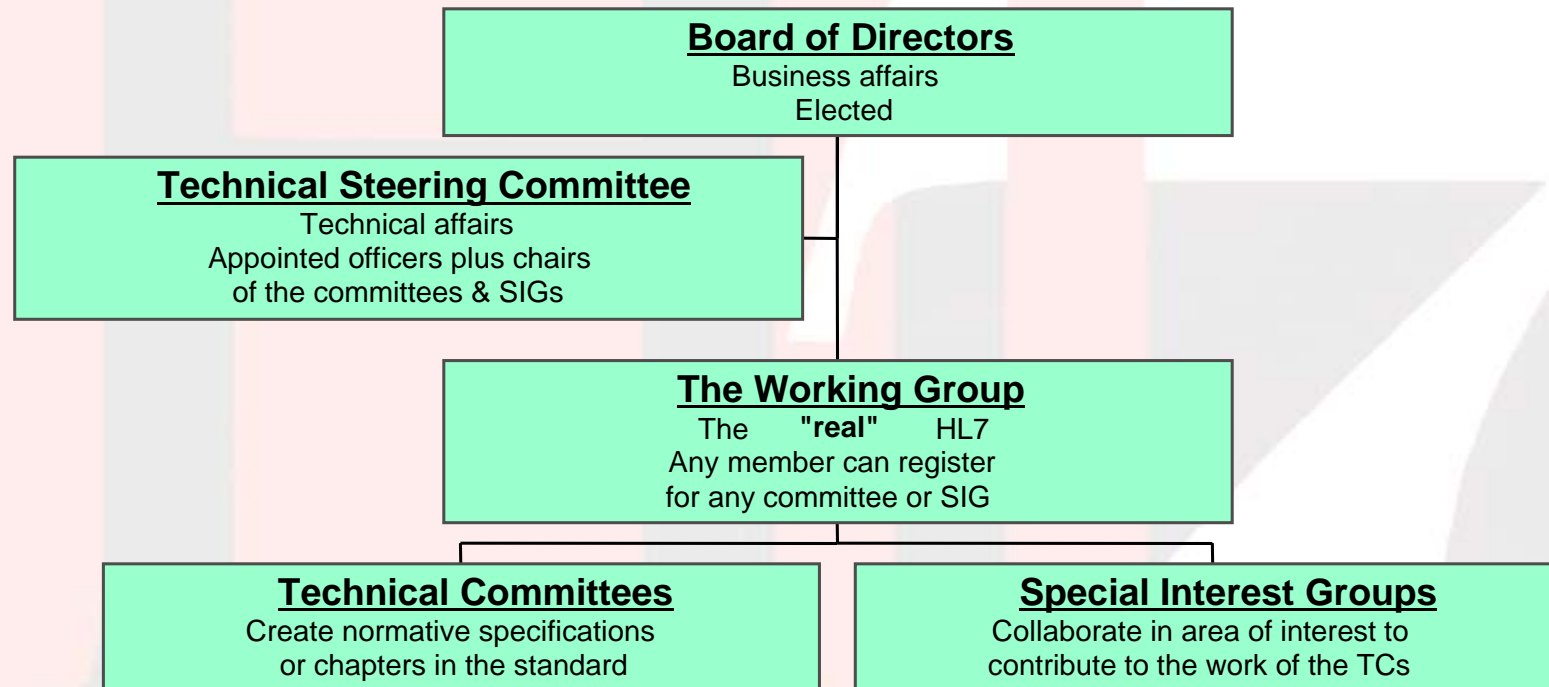 Board of Directors
Business affairs
Elected
Technical Steering Committee
Technical affairs
Appointed officers plus chairs
of the committees & SIGs
The Working Group
The "real" HL7
Any member can register
for any committee or SIG
Technical Committees
Create normative specifications
or chapters in the standard
Special Interest Groups
Collaborate in area of interest to
contribute to the work of the TCs